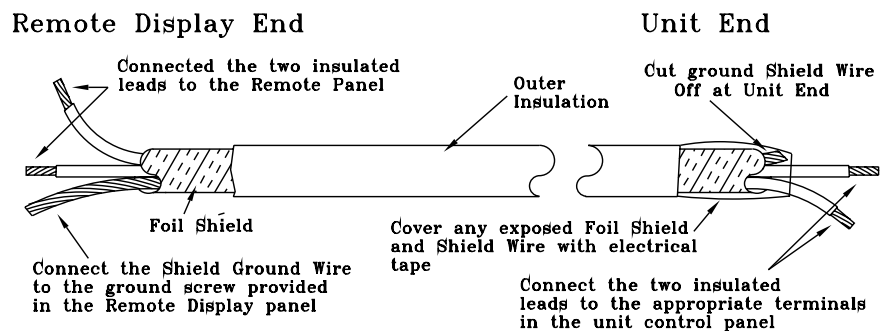 Remote Display End
Unit End
Connected the two insulated
leads to the Remote Panel
Outer
Insulation
Cut ground Shield Wire
Off at Unit End
Foil Shield
Cover any exposed Foil Shield
and Shield Wire with electrical
tape
Connect the Shield Ground Wire
to the ground screw provided
in the Remote Display panel
Connect the two insulated
leads to the appropriate terminals
in the unit control panel